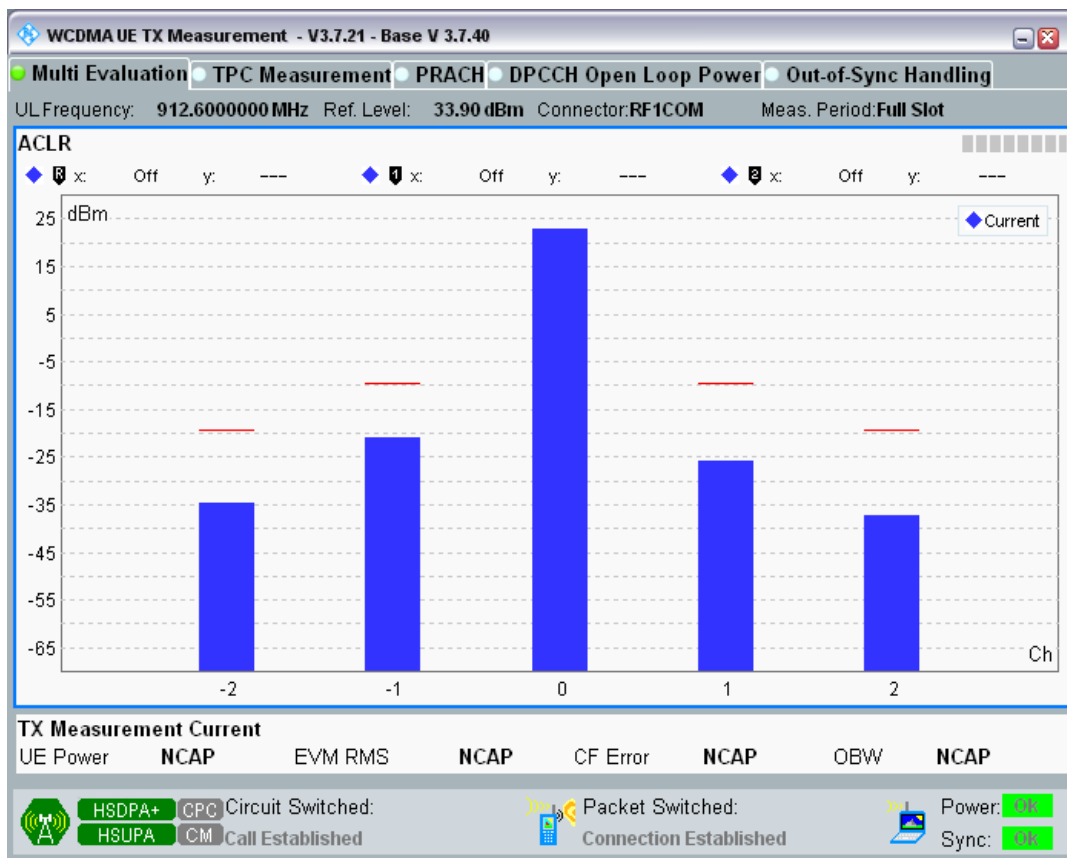 WCDMA UE TX Measurement - V3.7.21 - Base V 3.7.40
Multi Evaluation TPC Measurement PRACH DPCCH Open Loop Power Out-of-Sync Handling
UL Frequency: 912.6000000 MHz Ref. Level: 33.90 dBm Connector:RF1COM Meas. Period:Full Slot
ACLR
R x: Off y: --- 1 x: Off y: --- 2 x: Off y: ---
dBm
Current
25
15
5
-5
-15
-25
-35
-45
-55
-65
Ch
-2 -1 0 1 2
TX Measurement Current
UE Power NCAP EVM RMS NCAP CF Error NCAP OBW NCAP
HSDPA+ CPC Circuit Switched: Packet Switched: Power: Ok
HSUPA CM Call Established Connection Established Sync: Ok